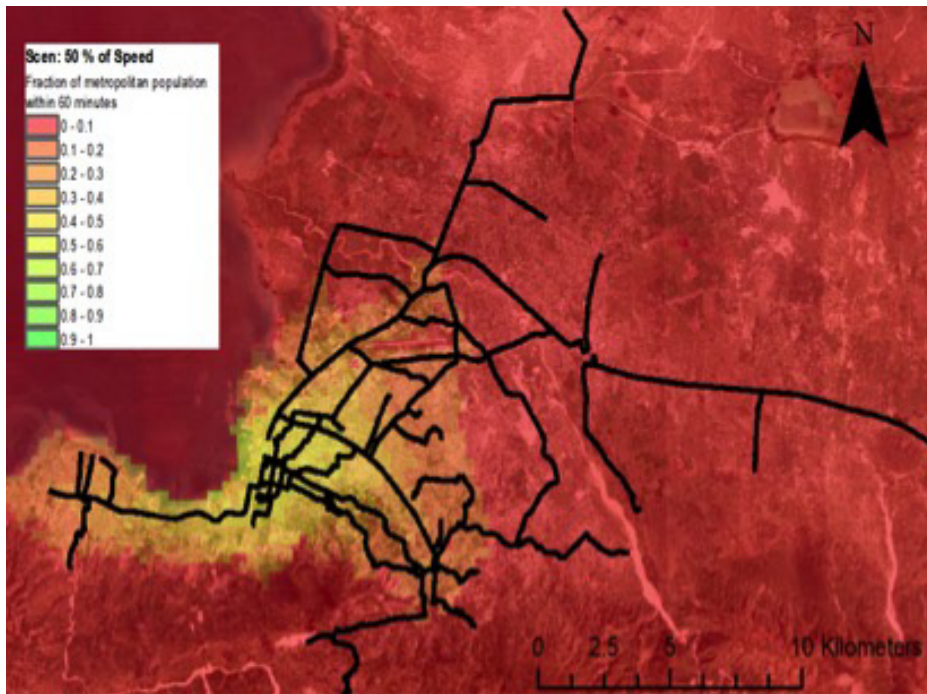 Scen: 50 % of Speed
Fraction of metropolitan population
within 60 minutes
0 - 0.1
0.1 - 0.2
0.2 - 0.3
0.3 - 0.4
0.4 - 0.5
0.5 - 0.6
0.6 - 0.7
0.7 - 0.8
0.8 - 0.9
0.9 - 1
N
0 2.5 5 10 Kilometers